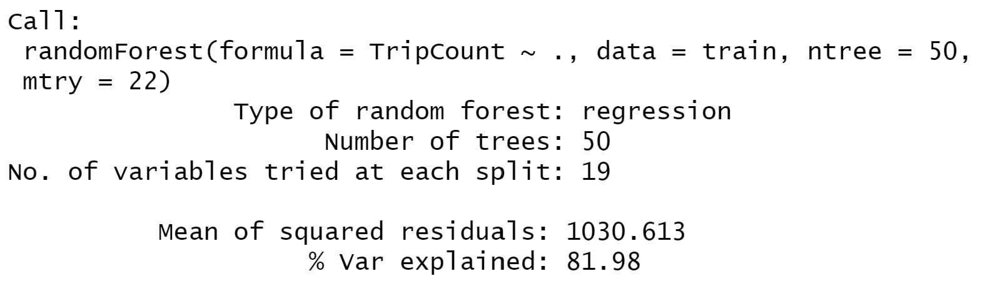 Call:
randomForest(formula = TripCount ~ ., data = train, ntree = 50,
mtry = 22)
Type of random forest: regression
Number of trees: 50
No. of variables tried at each split: 19
Mean of squared residuals: 1030.613
% Var explained: 81.98